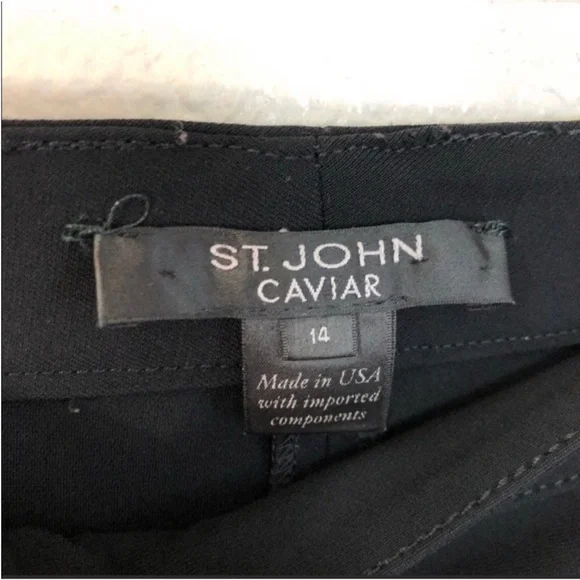 ST. JOHN
CAVIAR
14
Made in USA
with imported
components